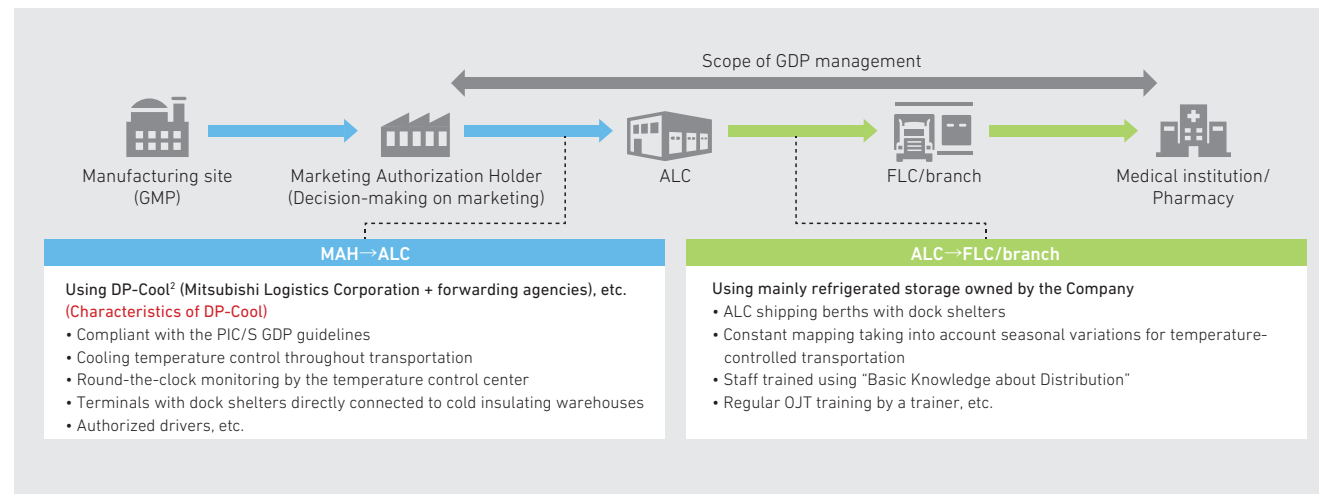 Scope of GDP management
Manufacturing site
(GMP)
Marketing Authorization Holder
(Decision-making on marketing)
ALC
FLC/branch
Medical institution/
Pharmacy
MAH→ALC
Using DP-Cool² (Mitsubishi Logistics Corporation + forwarding agencies), etc.
(Characteristics of DP-Cool)
• Compliant with the PIC/S GDP guidelines
• Cooling temperature control throughout transportation
• Round-the-clock monitoring by the temperature control center
• Terminals with dock shelters directly connected to cold insulating warehouses
• Authorized drivers, etc.
ALC→FLC/branch
Using mainly refrigerated storage owned by the Company
• ALC shipping berths with dock shelters
• Constant mapping taking into account seasonal variations for temperature-
controlled transportation
• Staff trained using “Basic Knowledge about Distribution”
• Regular OJT training by a trainer, etc.